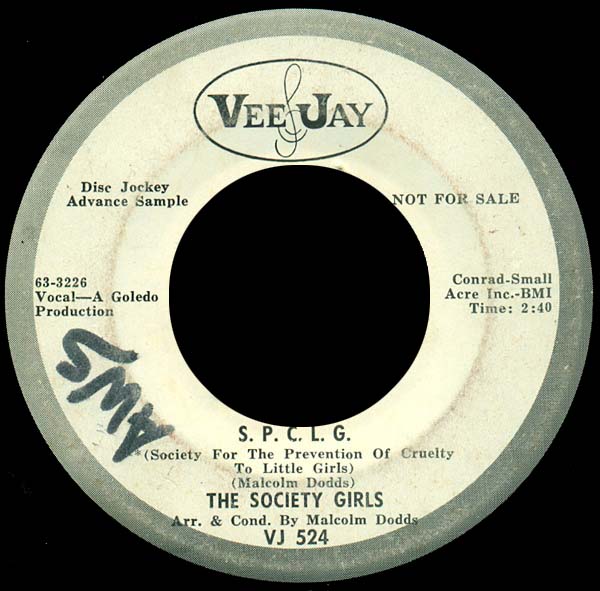 VEE JAY
Disc Jockey
Advance Sample
NOT FOR SALE
63-3226
Vocal—A Goledo
Production
Conrad-Small
Acre Inc.-BMI
Time: 2:40
AWS
S. P. C. L. G.
(Society For The Prevention Of Cruelty
To Little Girls)
(Malcolm Dodds)
THE SOCIETY GIRLS
Arr. & Cond. By Malcolm Dodds
VJ 524